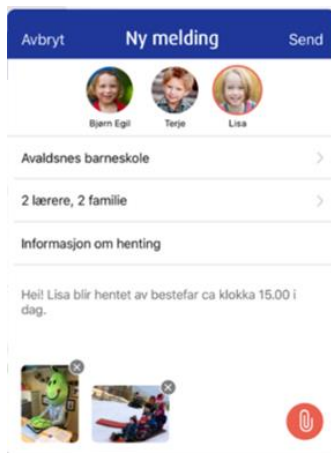 Avbryt Ny melding Send
Bjørn Egil Terje Lisa
Avaldsnes barneskole
2 lærere, 2 familie
Informasjon om henting
Hei! Lisa blir hentet av bestefar ca klokka 15.00 i
dag.